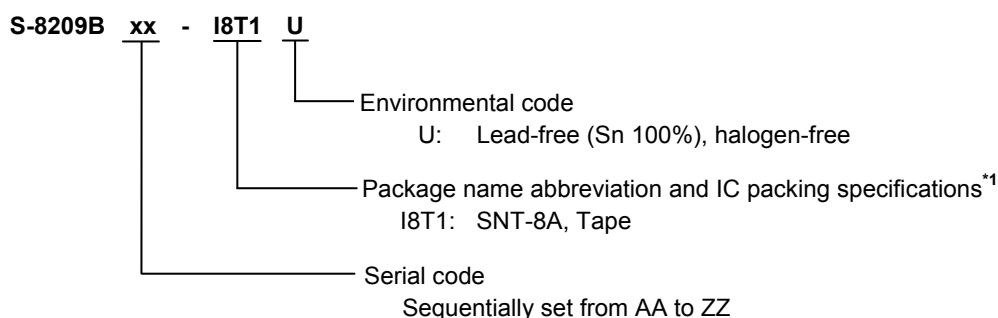 S-8209B xx - I8T1 U
Environmental code
U: Lead-free (Sn 100%), halogen-free
Package name abbreviation and IC packing specifications*1
I8T1: SNT-8A, Tape
Serial code
Sequentially set from AA to ZZ